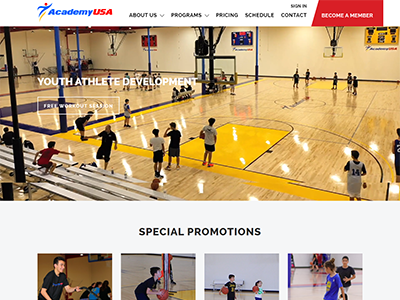 AcademyUSA
SIGN IN
ABOUT US PROGRAMS PRICING SCHEDULE CONTACT
BECOME A MEMBER
YOUTH ATHLETE DEVELOPMENT
FREE WORKOUT SESSION
SPECIAL PROMOTIONS